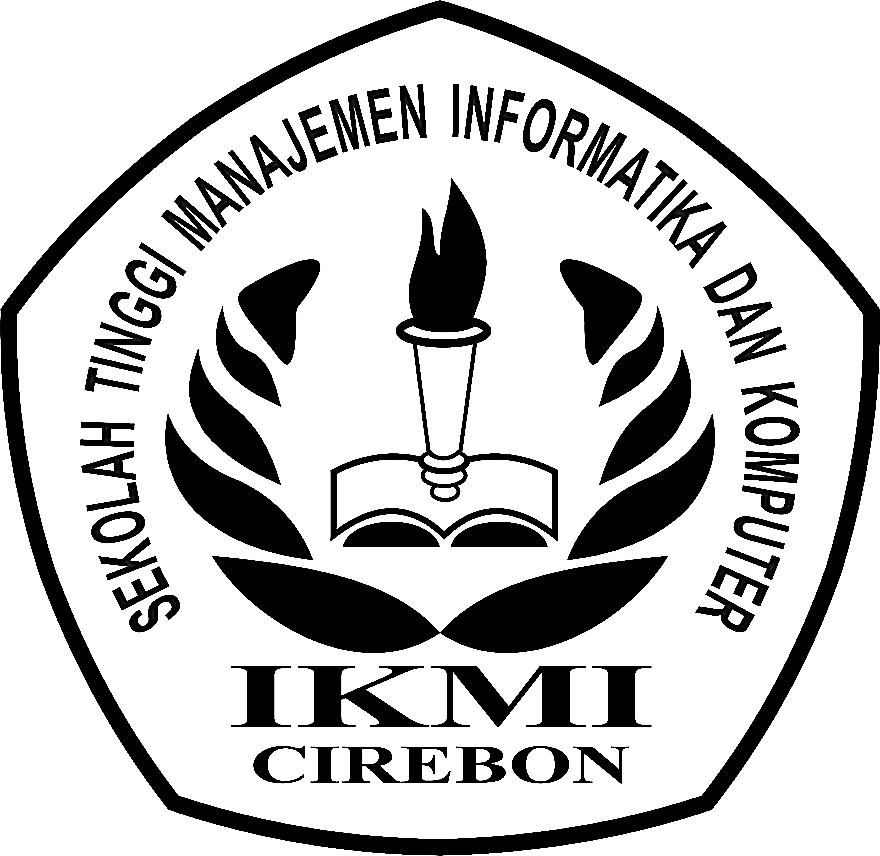 SEKOLAH TINGGI MANAJEMEN INFORMATIKA DAN KOMPUTER
IKMI
CIREBON